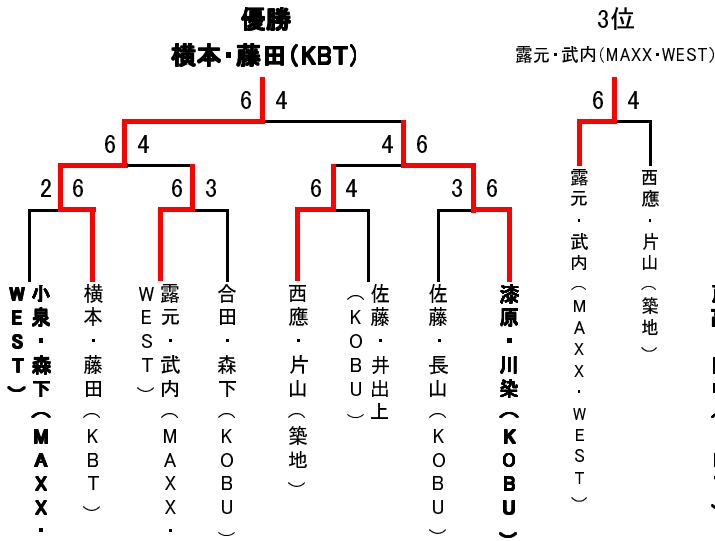 優勝
3位
横本・藤田(KBT)
露元・武内(MAXX・WEST)
6 4
6 4
6 4
4 6
2 6
6 3
6 4
3 6
小泉・森下(MAXX・
WEST)
横本・藤田(KBT)
露元・武内(MAXX・
WEST)
合田・森下(KOBU)
西應・片山(築地)
佐藤・井出上
(KOBU)
佐藤・長山(KOBU)
漆原・川染(KOBU)
露元・武内(MAXX・WEST)
西應・片山(築地)